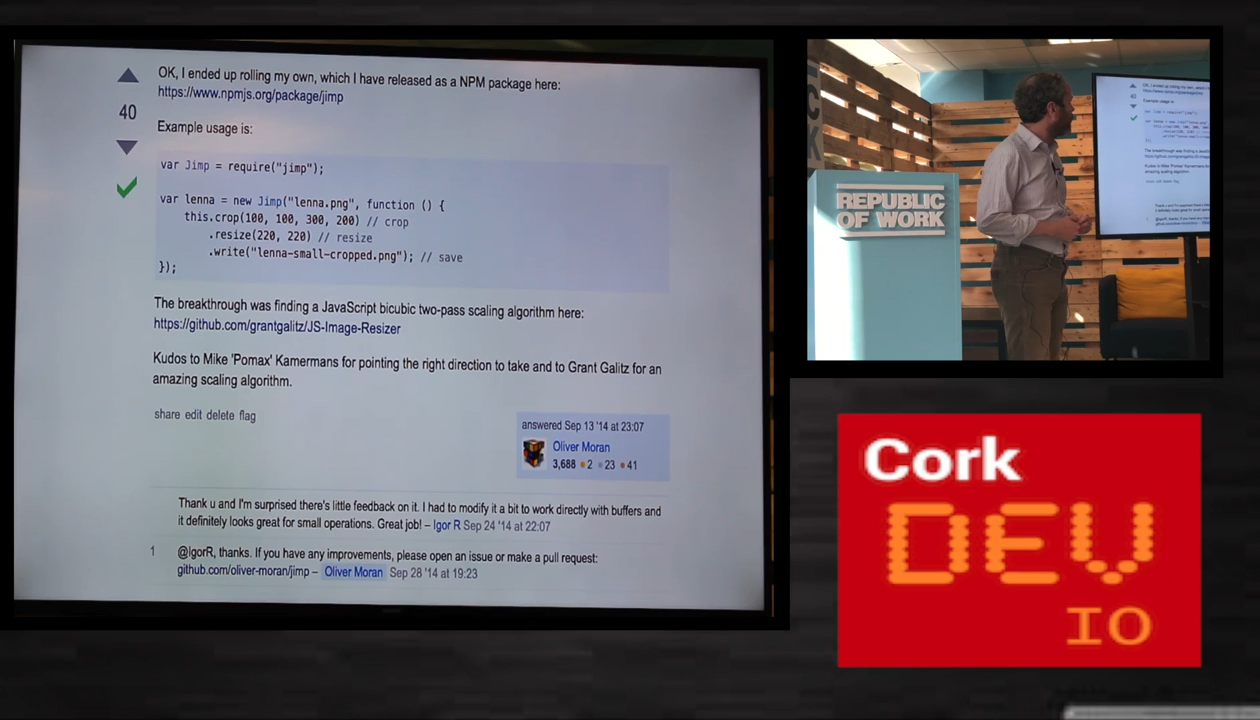 OK, I ended up rolling my own, which I have released as a NPM package here:
https://www.npmjs.org/package/jimp
40
Example usage is:
var Jimp = require("jimp");
var lenna = new Jimp("lenna.png", function () {
this.crop(100, 100, 300, 200) // crop
.resize(220, 220) // resize
.write("lenna-small-cropped.png"); // save
});
The breakthrough was finding a JavaScript bicubic two-pass scaling algorithm here:
https://github.com/grantgalitz/JS-Image-Resizer
Kudos to Mike 'Pomax' Kamermans for pointing the right direction to take and to Grant Galitz for an
amazing scaling algorithm.
share edit delete flag
answered Sep 13 '14 at 23:07
Oliver Moran
3,688 2 23 41
Thank u and I'm surprised there's little feedback on it. I had to modify it a bit to work directly with buffers and
it definitely looks great for small operations. Great job! – Igor R Sep 24 '14 at 22:07
1 @IgorR, thanks. If you have any improvements, please open an issue or make a pull request:
github.com/oliver-moran/jimp – Oliver Moran Sep 28 '14 at 19:23
REPUBLIC
OF WORK
Cork
DEV
IO